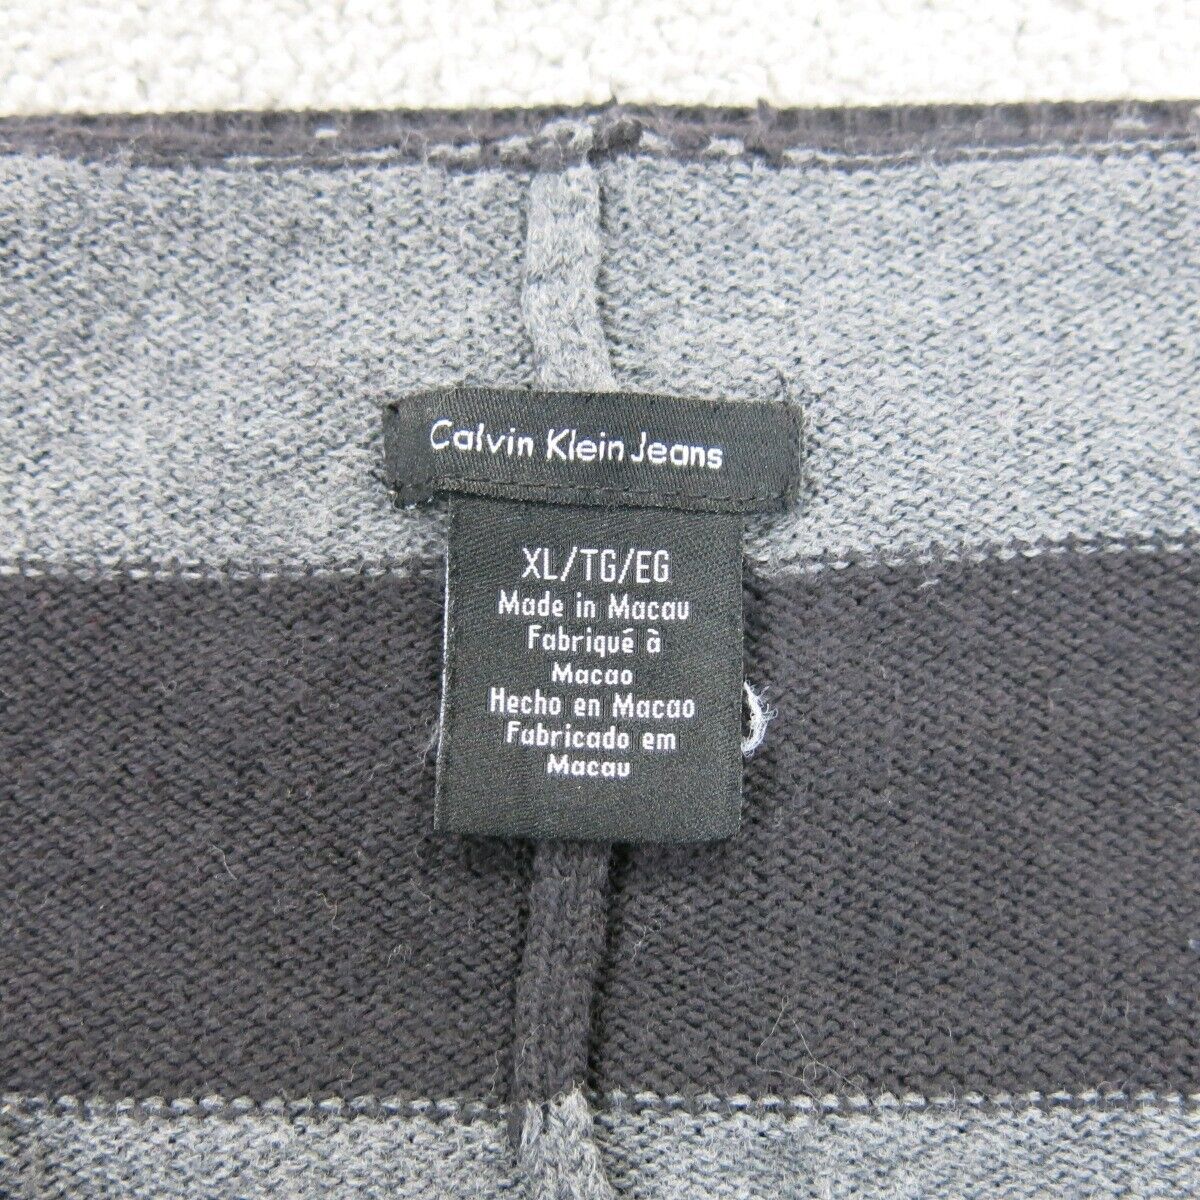 Calvin Klein Jeans
XL/TG/EG
Made in Macau
Fabriqué à
Macao
Hecho en Macao
Fabricado em
Macau